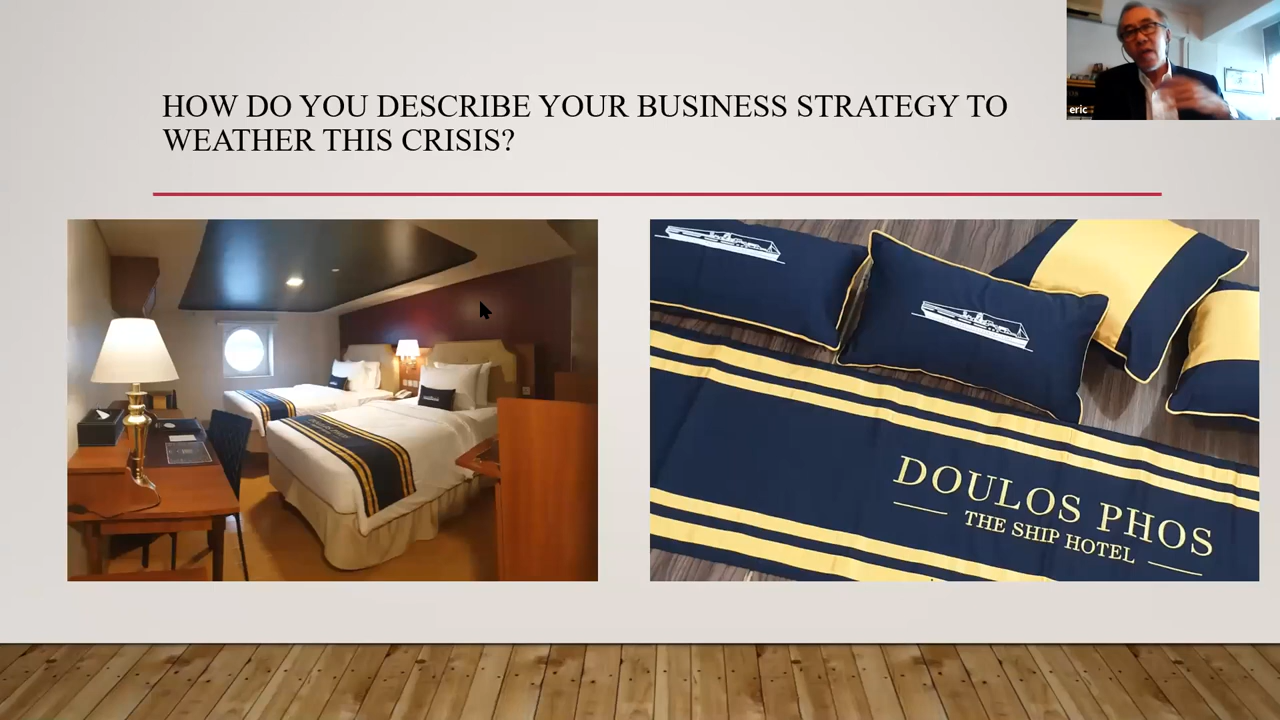 HOW DO YOU DESCRIBE YOUR BUSINESS STRATEGY TO
WEATHER THIS CRISIS?
eric
DOULOS PHOS
THE SHIP HOTEL